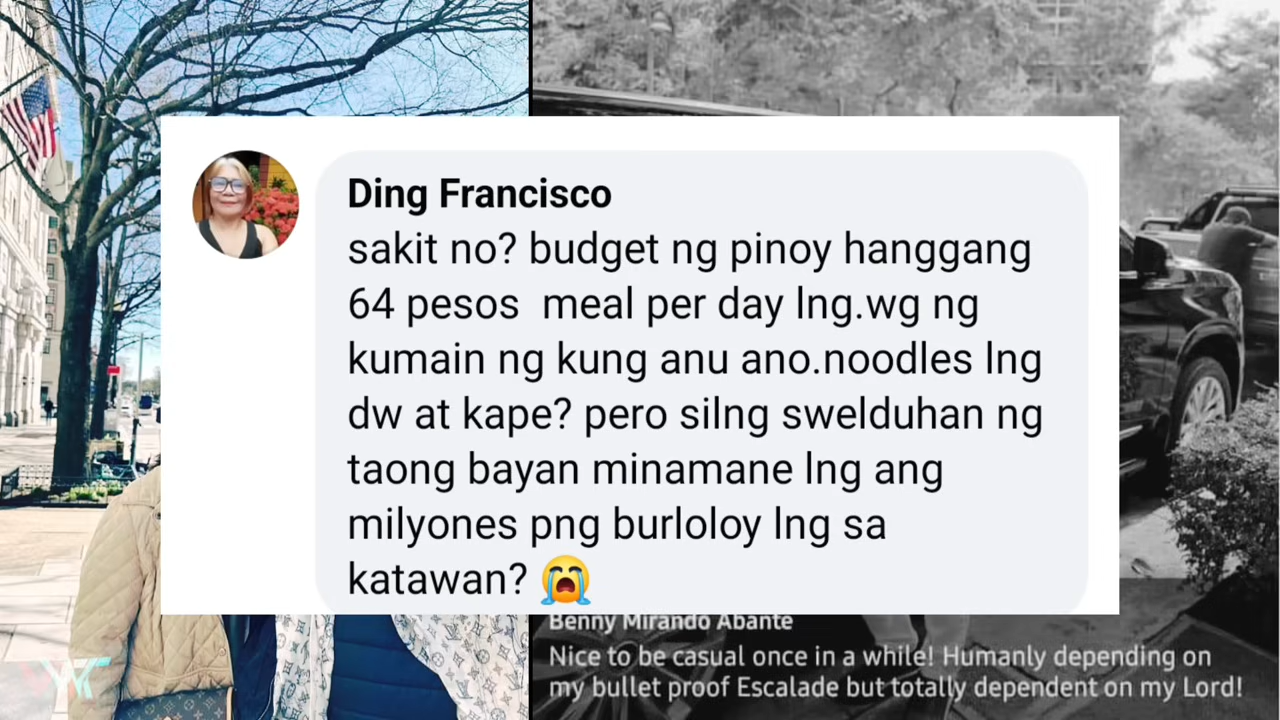 Ding Francisco
sakit no? budget ng pinoy hanggang
64 pesos  meal per day lng.wg ng
kumain ng kung anu ano.noodles lng
dw at kape? pero silng swelduhan ng
taong bayan minamane lng ang
milyones png burloloy lng sa
katawan? 😭
Benny Mirando Abante
Nice to be casual once in a while! Humanly depending on
my bullet proof Escalade but totally dependent on my Lord!